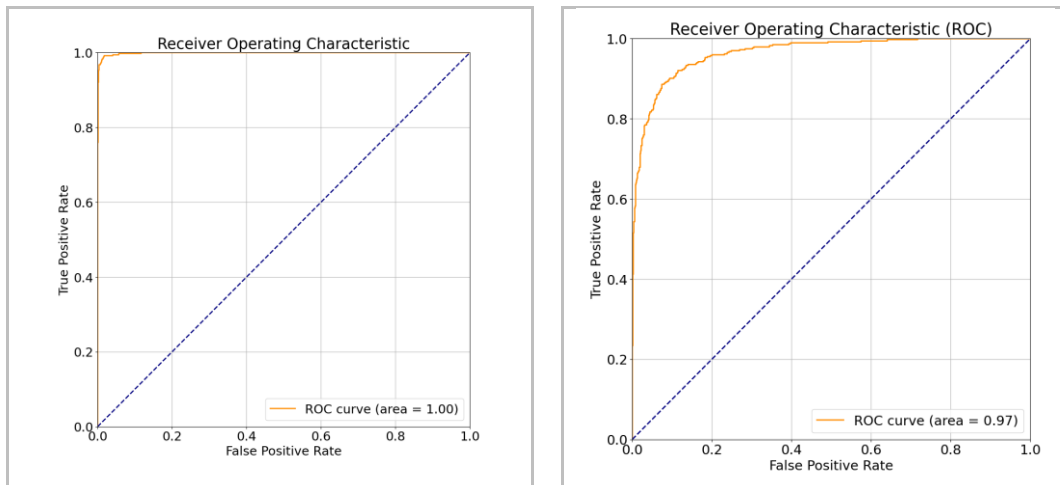 Receiver Operating Characteristic
1.0
0.8
0.6
0.4
0.2
0.0
True Positive Rate
ROC curve (area = 1.00)
0.0 0.2 0.4 0.6 0.8 1.0
False Positive Rate
Receiver Operating Characteristic (ROC)
1.0
0.8
0.6
0.4
0.2
0.0
True Positive Rate
ROC curve (area = 0.97)
0.0 0.2 0.4 0.6 0.8 1.0
False Positive Rate